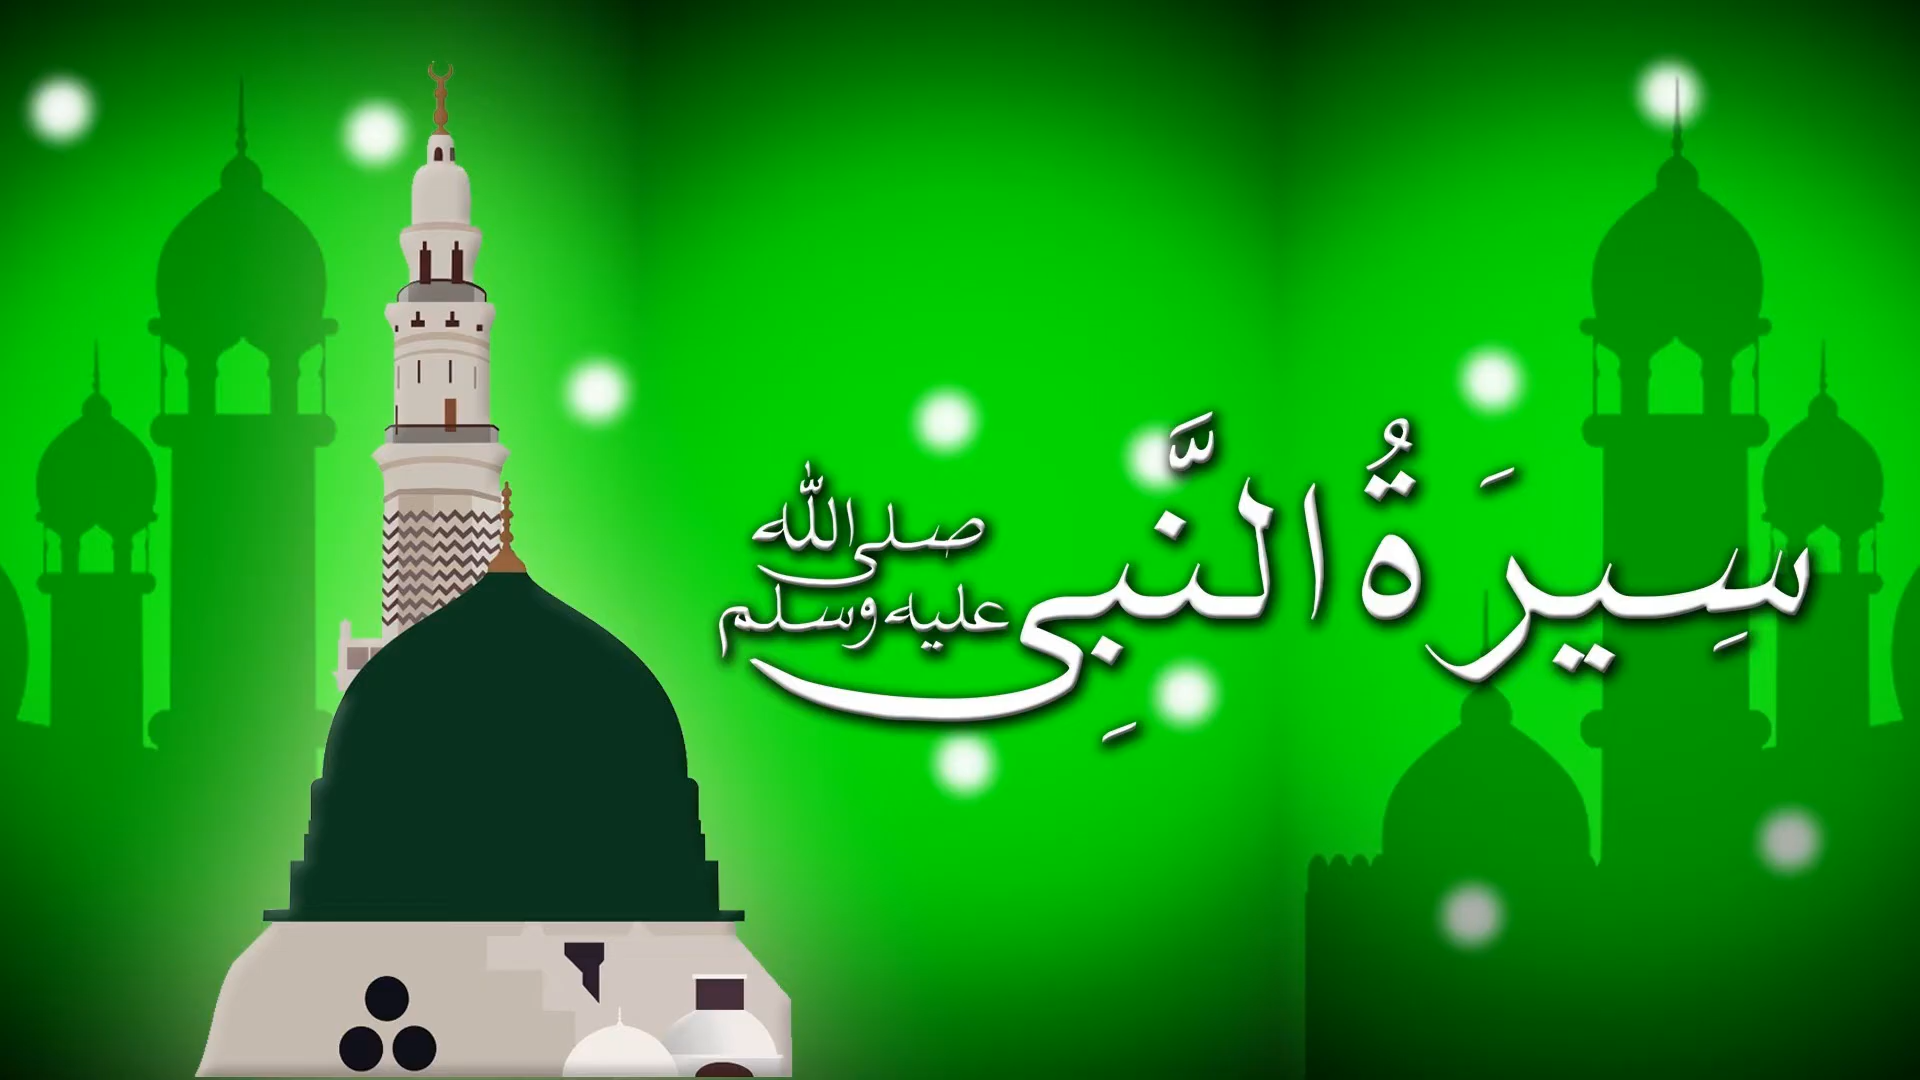 سِيرَةُ النَّبِي
صلى الله
عليه وسلم